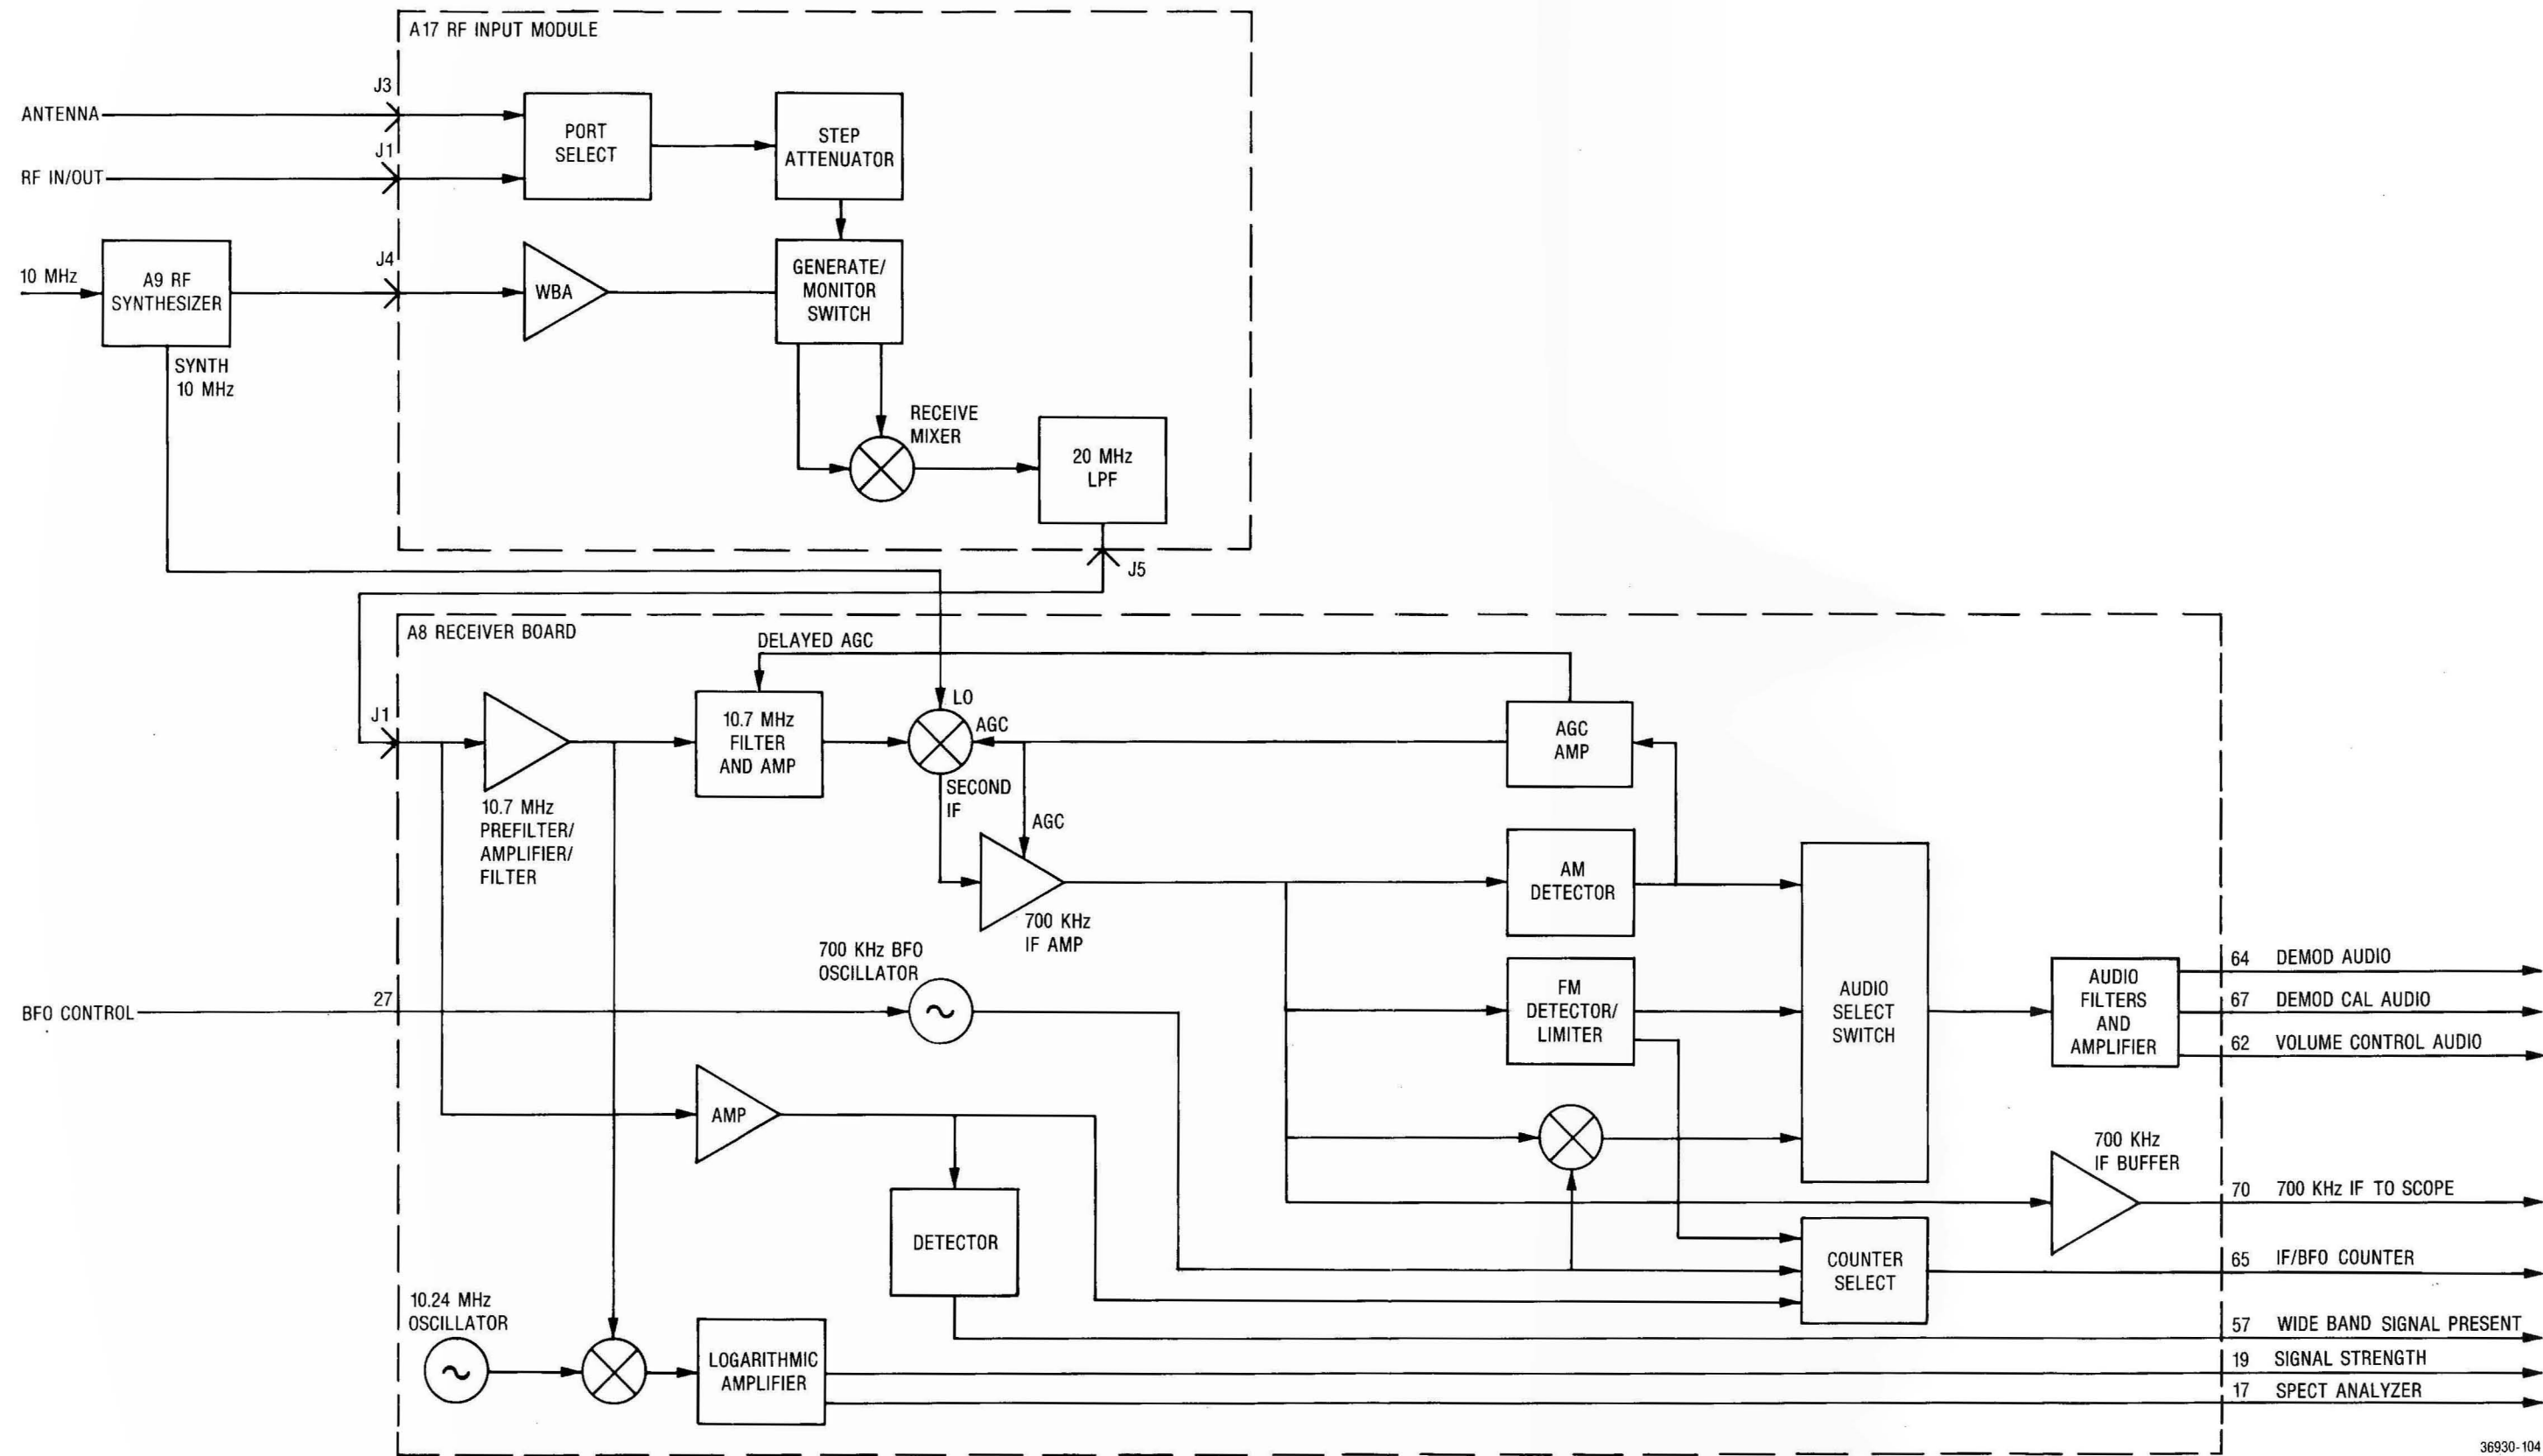 A17 RF INPUT MODULE
J3
ANTENNA
PORT
SELECT
STEP
ATTENUATOR
J1
RF IN/OUT
10 MHz
A9 RF
SYNTHESIZER
J4
WBA
GENERATE/
MONITOR
SWITCH
SYNTH
10 MHz
RECEIVE
MIXER
20 MHz
LPF
J5
A8 RECEIVER BOARD
DELAYED AGC
J1
10.7 MHz
PREFILTER/
AMPLIFIER/
FILTER
10.7 MHz
FILTER
AND AMP
LO
AGC
SECOND
IF
AGC
700 KHz
IF AMP
AGC
AMP
AM
DETECTOR
700 KHz BFO
OSCILLATOR
BFO CONTROL
27
FM
DETECTOR/
LIMITER
AUDIO
SELECT
SWITCH
AUDIO
FILTERS
AND
AMPLIFIER
64 DEMOD AUDIO
67 DEMOD CAL AUDIO
62 VOLUME CONTROL AUDIO
AMP
DETECTOR
700 KHz
IF BUFFER
70 700 KHz IF TO SCOPE
COUNTER
SELECT
65 IF/BFO COUNTER
10.24 MHz
OSCILLATOR
LOGARITHMIC
AMPLIFIER
57 WIDE BAND SIGNAL PRESENT
19 SIGNAL STRENGTH
17 SPECT ANALYZER
36930-104